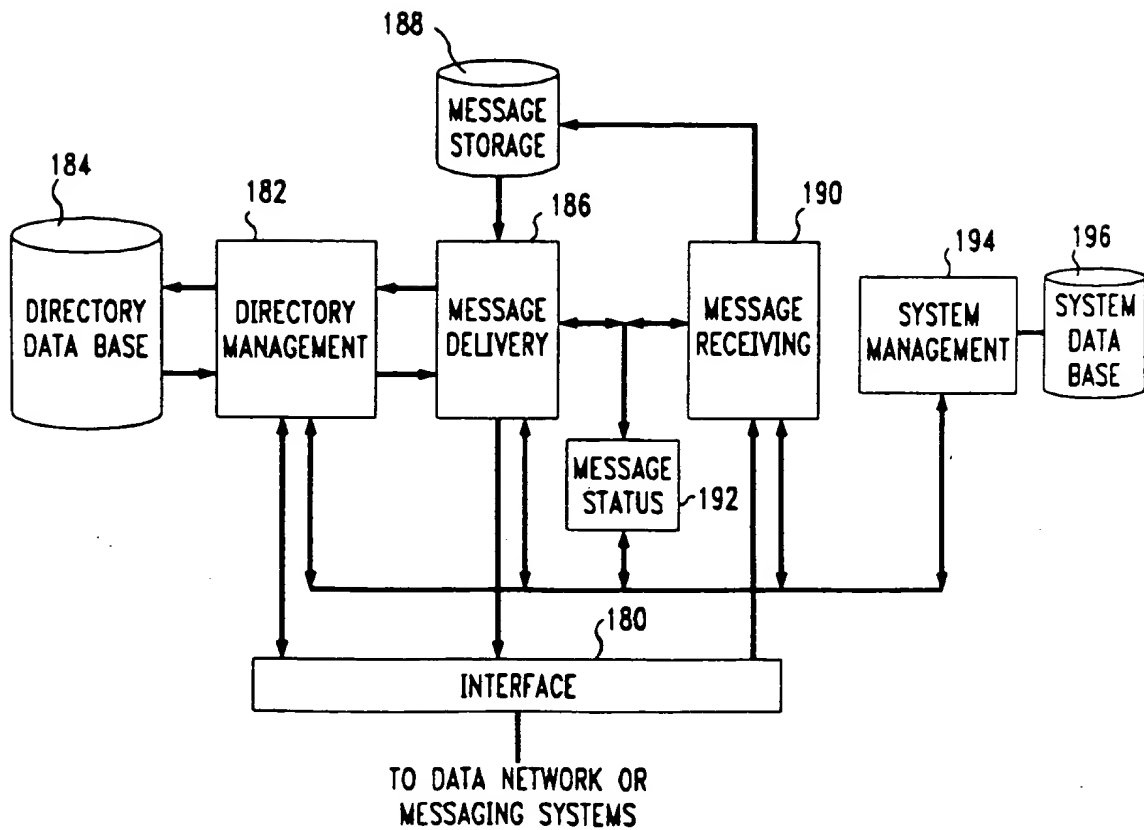 188
MESSAGE
STORAGE
184
182
186
190
194
196
DIRECTORY
DATA BASE
DIRECTORY
MANAGEMENT
MESSAGE
DELIVERY
MESSAGE
RECEIVING
SYSTEM
MANAGEMENT
SYSTEM
DATA
BASE
MESSAGE
STATUS
192
180
INTERFACE
TO DATA NETWORK OR
MESSAGING SYSTEMS